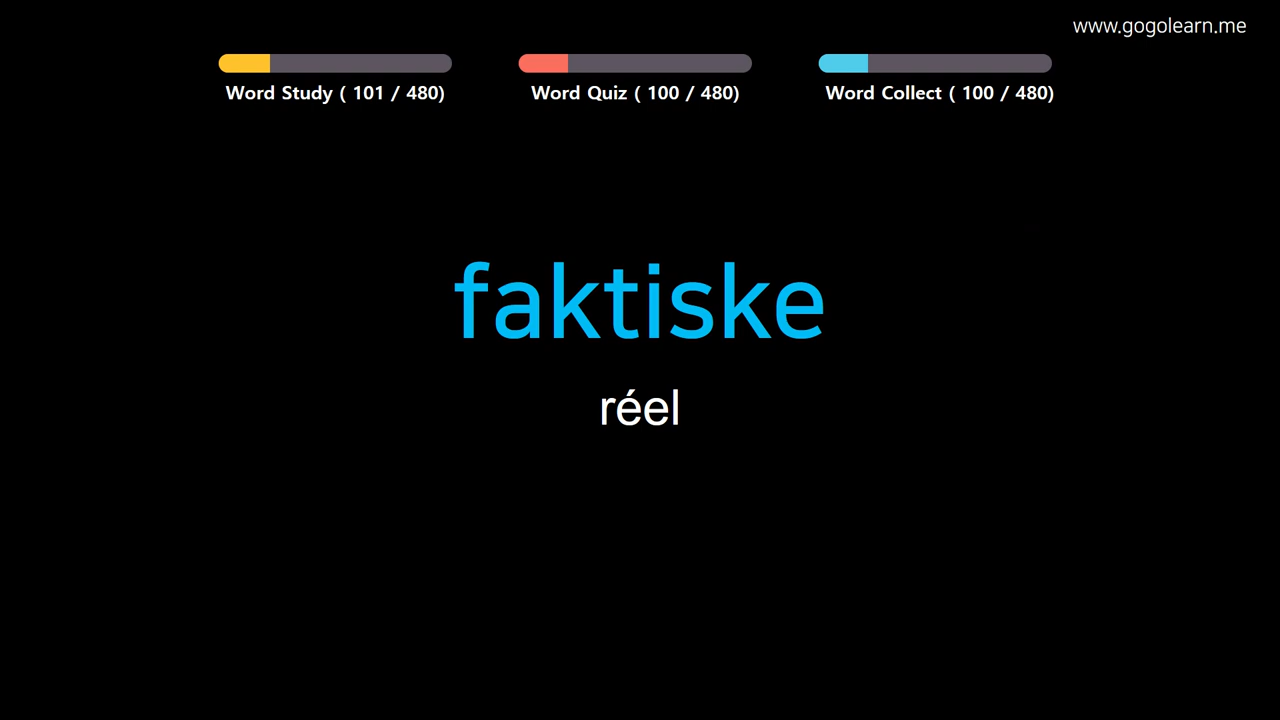 www.gogolearn.me
Word Study ( 101 / 480)
Word Quiz ( 100 / 480)
Word Collect ( 100 / 480)
faktiske
réel